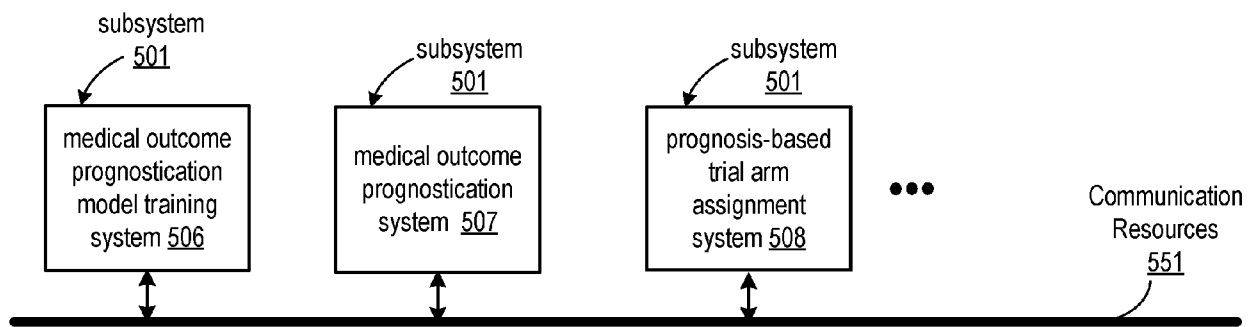 subsystem
501
medical outcome
prognostication
model training
system 506
subsystem
501
medical outcome
prognostication
system 507
subsystem
501
prognosis-based
trial arm
assignment
system 508
Communication
Resources
551